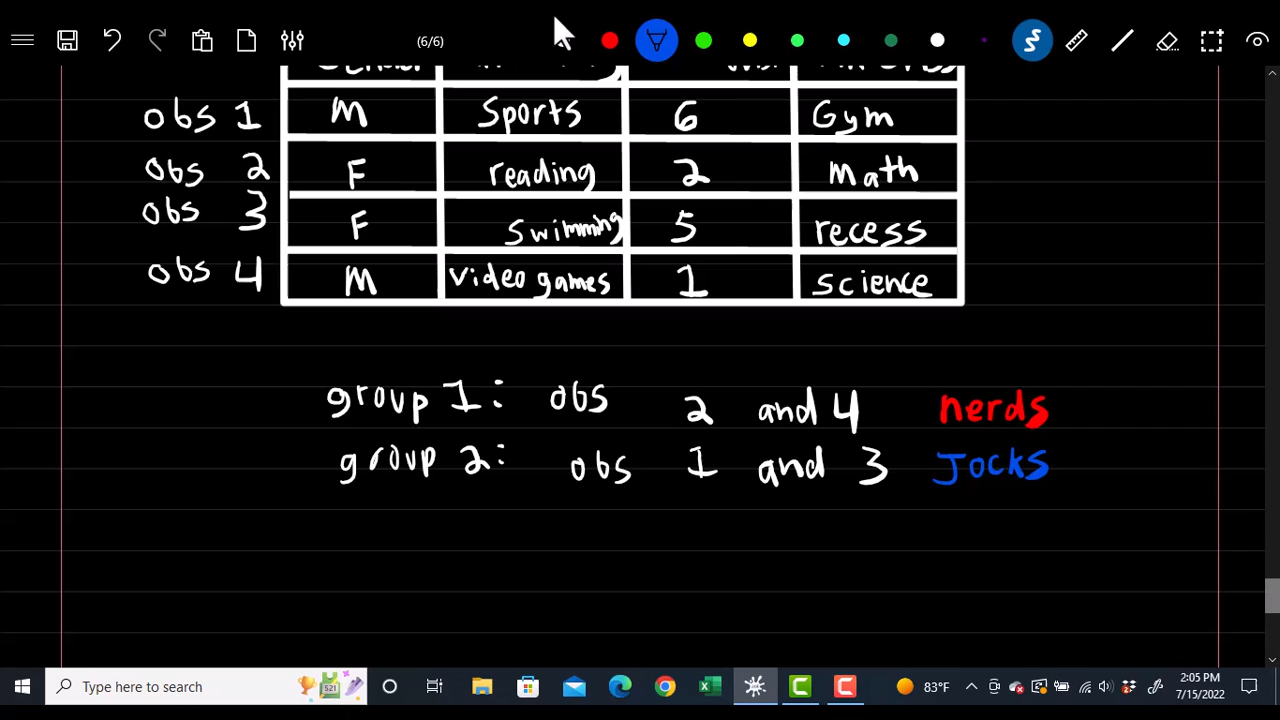 (6/6)
obs 1 M Sports 6 Gym
obs 2 F reading 2 Math
obs 3 F swimming 5 recess
obs 4 M video games 1 science
group 1: obs 2 and 4 nerds
group 2: obs 1 and 3 Jocks
Type here to search
521
83°F
2:05 PM
7/15/2022